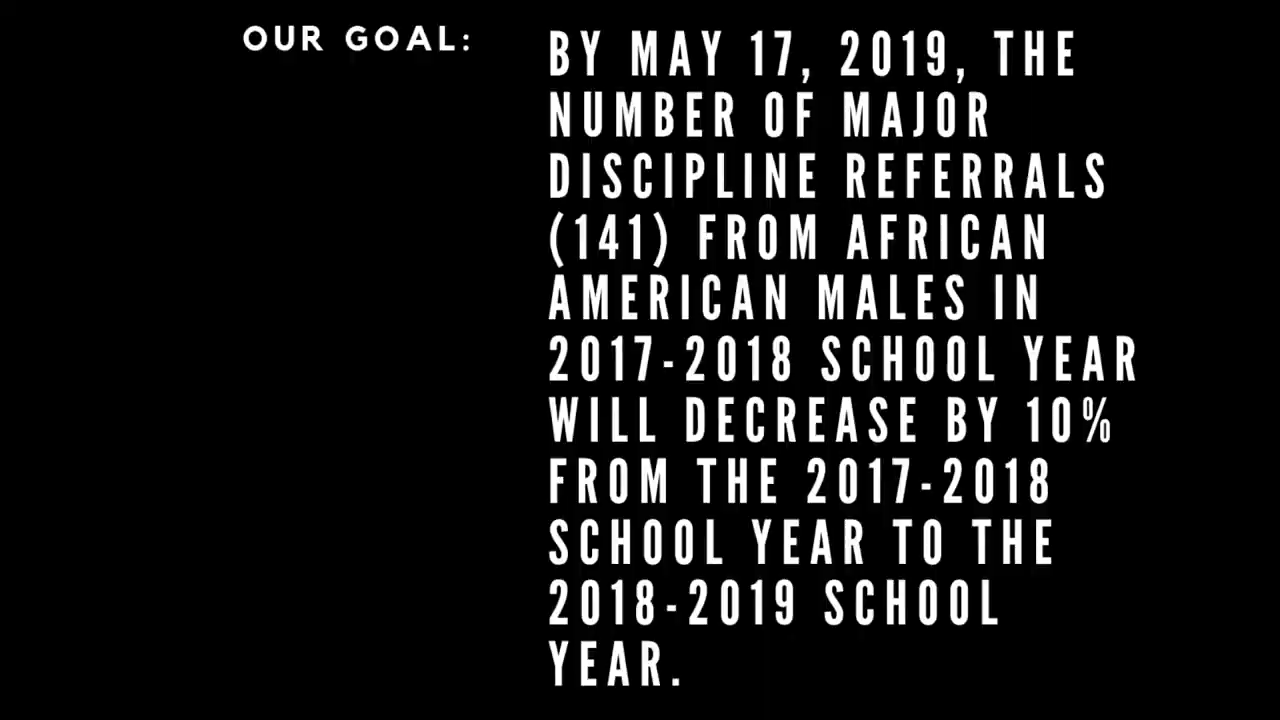 OUR GOAL:
BY MAY 17, 2019, THE
NUMBER OF MAJOR
DISCIPLINE REFERRALS
(141) FROM AFRICAN
AMERICAN MALES IN
2017-2018 SCHOOL YEAR
WILL DECREASE BY 10%
FROM THE 2017-2018
SCHOOL YEAR TO THE
2018-2019 SCHOOL
YEAR.